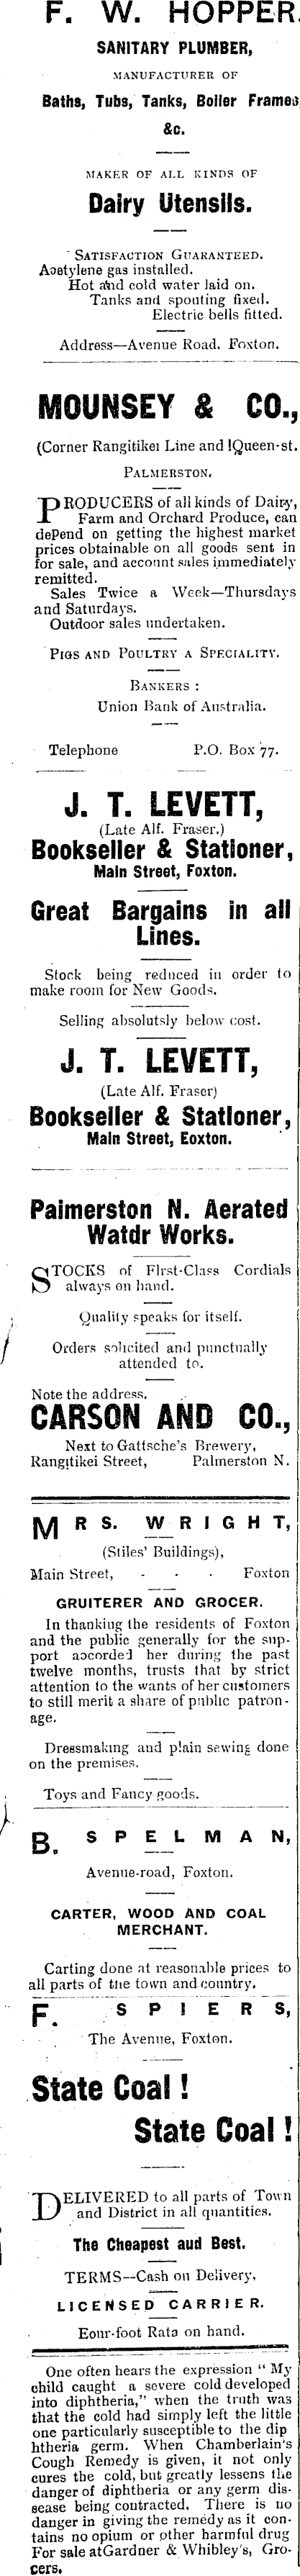 F. W. HOPPER.
SANITARY PLUMBER,
MANUFACTURER OF
Baths, Tubs, Tanks, Boiler Frames
&c.
MAKER OF ALL KINDS OF
Dairy Utensils.
SATISFACTION GUARANTEED.
Acetylene gas installed.
Hot and cold water laid on.
Tanks and spouting fixed.
Electric bells fitted.
Address—Avenue Road, Foxton.
MOUNSEY & CO.,
(Corner Rangitikei Line and Queen-st.
PALMERSTON,
PRODUCERS of all kinds of Dairy,
Farm and Orchard Produce, can
dePend on getting the highest market
prices obtainable on all goods sent in
for sale, and account sales immediately
remitted.
Sales Twice a Week—Thursdays
and Saturdays.
Outdoor sales undertaken.
PIGS AND POULTRY A SPECIALITY.
BANKERS :
Union Bank of Australia.
Telephone P.O. Box 77.
J. T. LEVETT,
(Late Alf. Fraser.)
Bookseller & Stationer,
Main Street, Foxton.
Great Bargains in all
Lines.
Stock being reduced in order to
make room for New Goods.
Selling absolutsly below cost.
J. T. LEVETT,
(Late Alf. Fraser)
Bookseller & Stationer,
Main Street, Eoxton.
Palmerston N. Aerated
Watdr Works.
STOCKS of FIrst-Class Cordials
always on hand.
Quality speaks for itself.
Orders solicited and punctually
attended to.
Note the address.
CARSON AND CO.,
Next to Gattsche's Brewery,
Rangitikei Street, Palmerston N.
MRS. WRIGHT,
(Stiles' Buildings),
Main Street, - - - Foxton
GRUITERER AND GROCER.
In thanking the residents of Foxton
and the public generally for the sup-
port accorded her during the past
twelve months, trusts that by strict
attention to the wants of her customers
to still merit a share of public patron-
age.
Dressmaking and plain sewing done
on the premises.
Toys and Fancy goods.
B. SPELMAN,
Avenue-road, Foxton.
CARTER, WOOD AND COAL
MERCHANT.
Carting done at reasonable prices to
all parts of the town and country.
F. SPIERS,
The Avenue, Foxton.
State Coal !
State Coal !
DELIVERED to all parts of Town
and District in all quantities.
The Cheapest aud Best.
TERMS—Cash on Delivery.
LICENSED CARRIER.
Eour-foot Rata on hand.
One often hears the expression " My
child caught a severe cold developed
into diphtheria," when the truth was
that the cold had simply left the little
one particularly susceptible to the dip
htheria germ. When Chamberlain's
Cough Remedy is given, it not only
cures the cold, but greatly lessens the
danger of diphtheria or any germ dis-
sease being contracted. There is no
danger in giving the remedy as it con-
tains no opium or other harmful drug
For sale at Gardner & Whibley's, Gro-
cers.